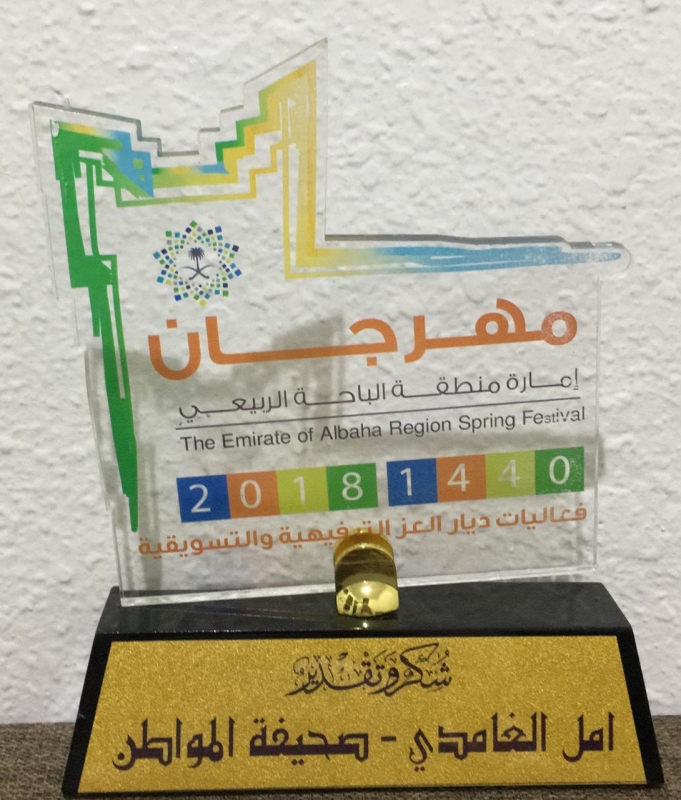 مهرجان
إمارة منطقة الباحة الربيعي
The Emirate of Albaha Region Spring Festival
2018 1440
فعاليات ديار العز الترفيهية والتسويقية
شكر وتقدير
امل الغامدي - صحيفة المواطن